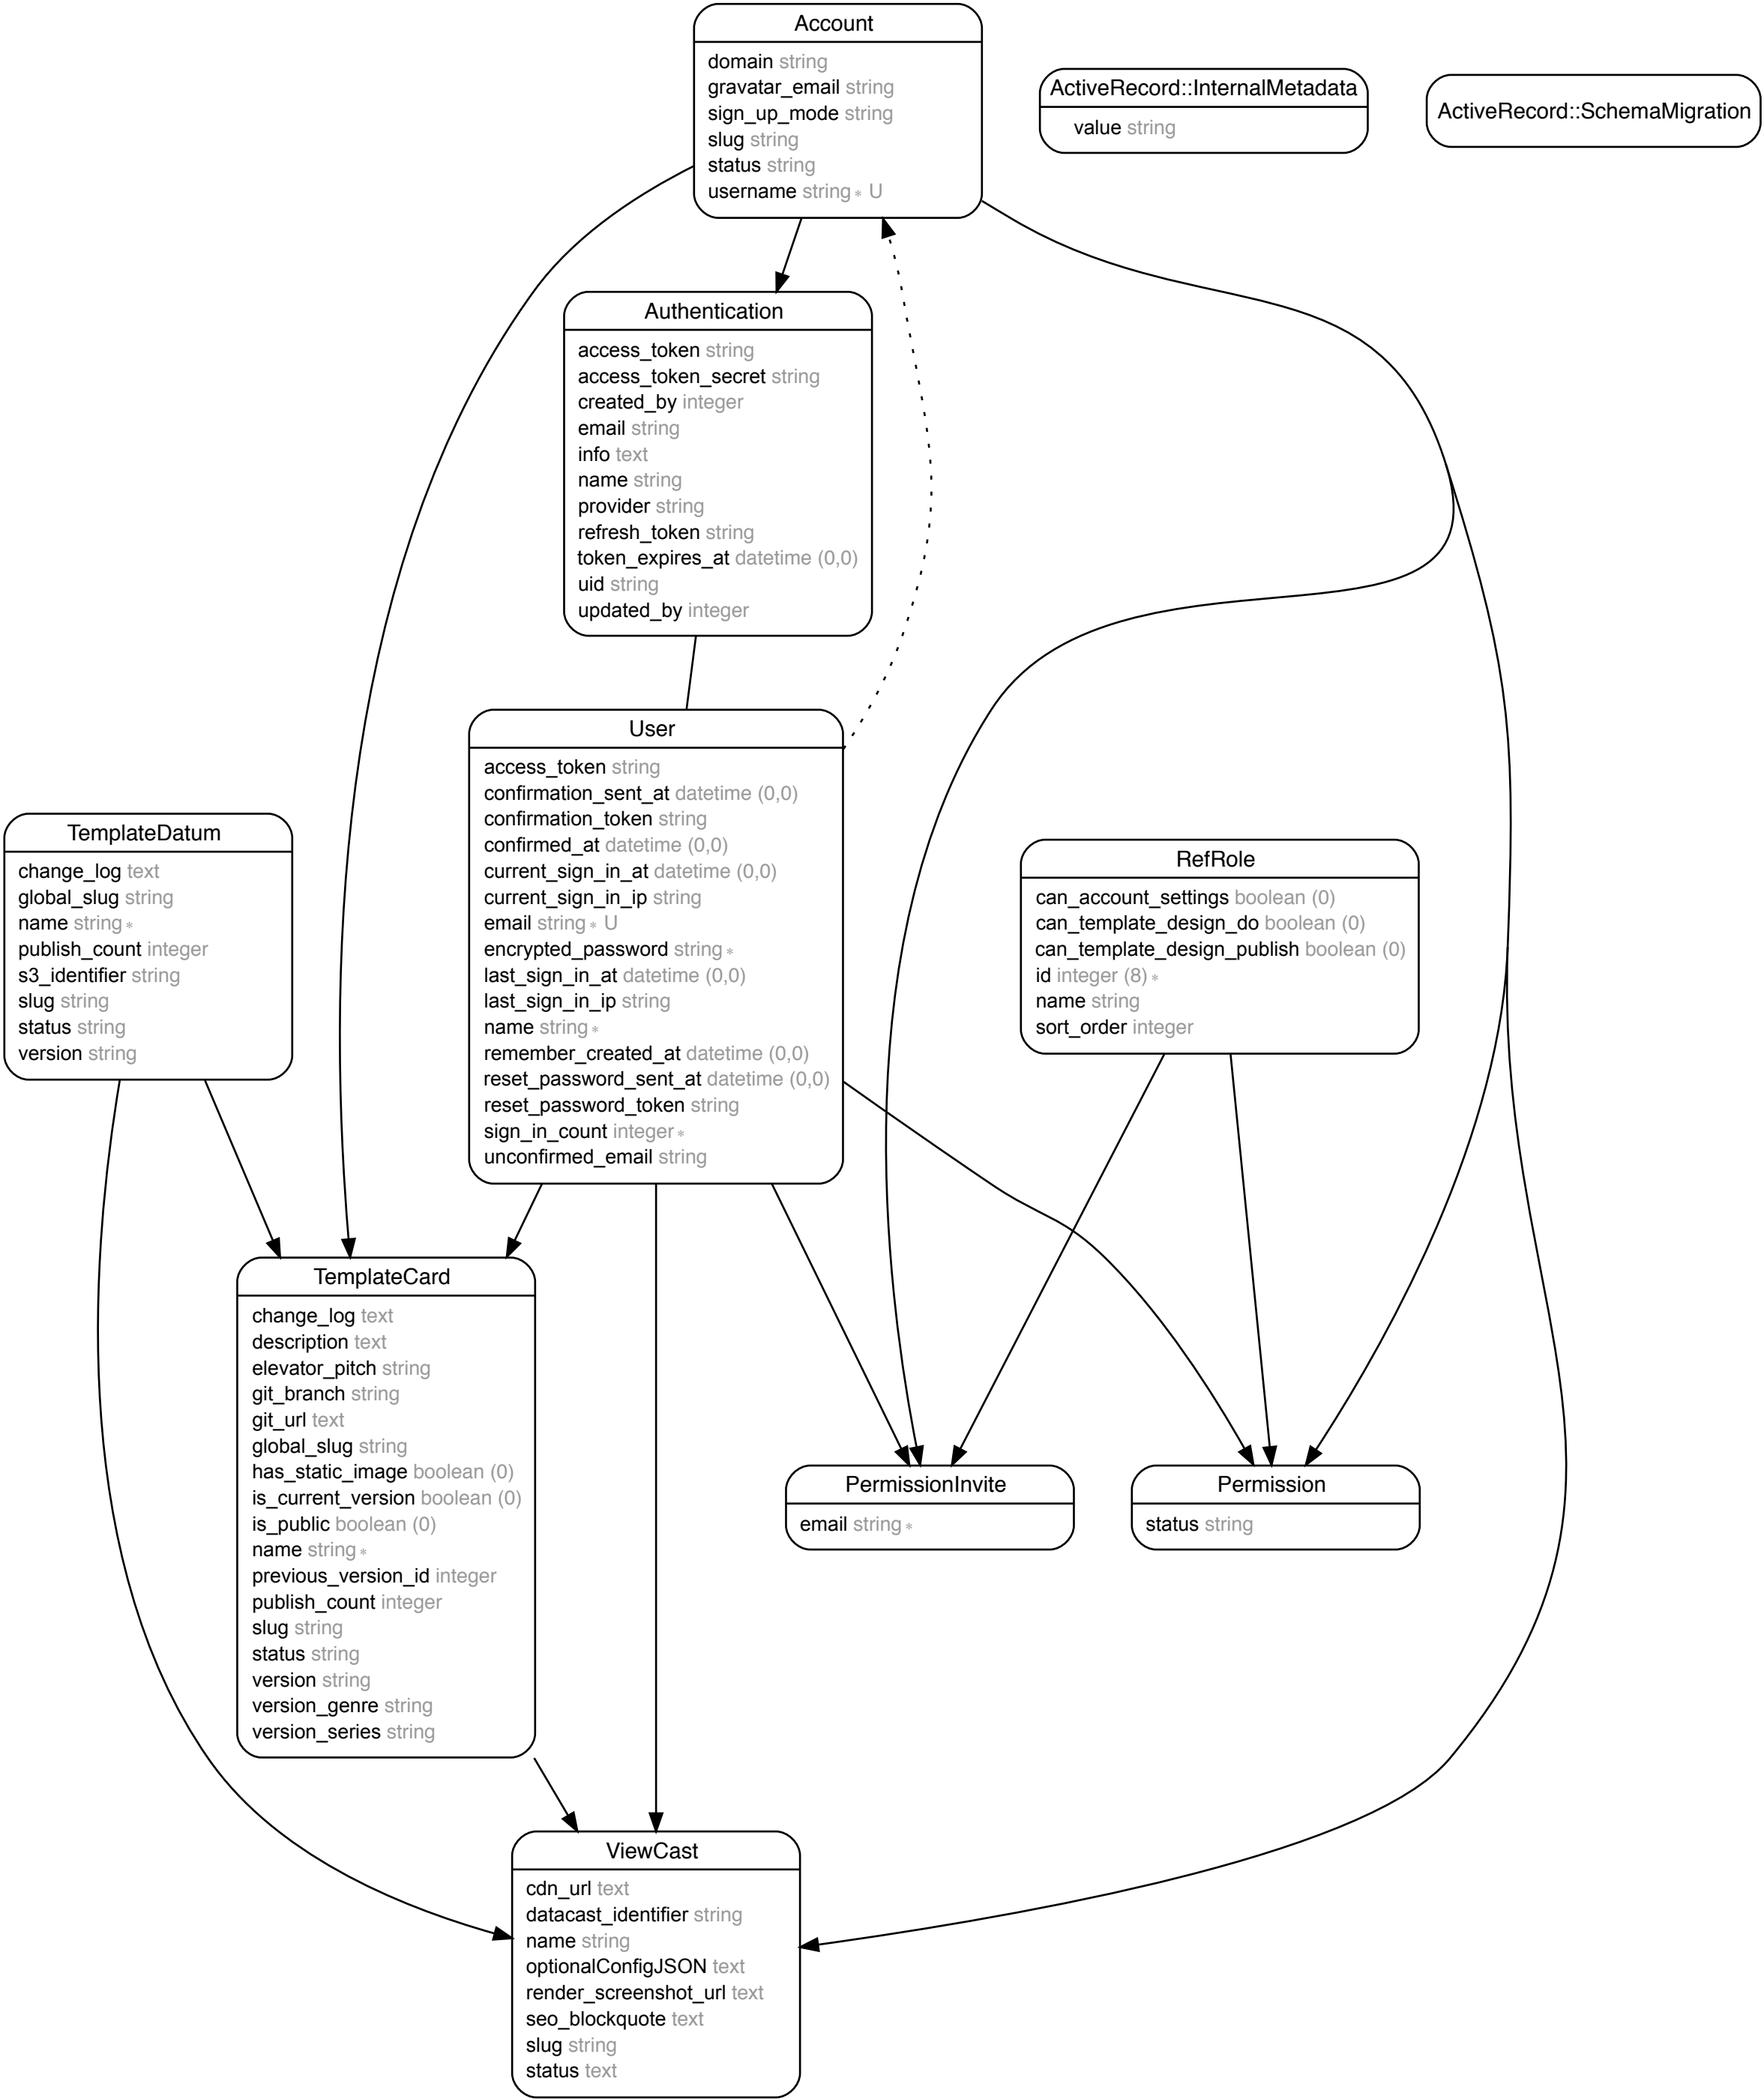 Account
domain string
gravatar_email string
sign_up_mode string
slug string
status string
username string * U
ActiveRecord::InternalMetadata
value string
ActiveRecord::SchemaMigration
Authentication
access_token string
access_token_secret string
created_by integer
email string
info text
name string
provider string
refresh_token string
token_expires_at datetime (0,0)
uid string
updated_by integer
User
access_token string
confirmation_sent_at datetime (0,0)
confirmation_token string
confirmed_at datetime (0,0)
current_sign_in_at datetime (0,0)
current_sign_in_ip string
email string * U
encrypted_password string *
last_sign_in_at datetime (0,0)
last_sign_in_ip string
name string *
remember_created_at datetime (0,0)
reset_password_sent_at datetime (0,0)
reset_password_token string
sign_in_count integer *
unconfirmed_email string
TemplateDatum
change_log text
global_slug string
name string *
publish_count integer
s3_identifier string
slug string
status string
version string
RefRole
can_account_settings boolean (0)
can_template_design_do boolean (0)
can_template_design_publish boolean (0)
id integer (8) *
name string
sort_order integer
TemplateCard
change_log text
description text
elevator_pitch string
git_branch string
git_url text
global_slug string
has_static_image boolean (0)
is_current_version boolean (0)
is_public boolean (0)
name string *
previous_version_id integer
publish_count integer
slug string
status string
version string
version_genre string
version_series string
PermissionInvite
email string *
Permission
status string
ViewCast
cdn_url text
datacast_identifier string
name string
optionalConfigJSON text
render_screenshot_url text
seo_blockquote text
slug string
status text